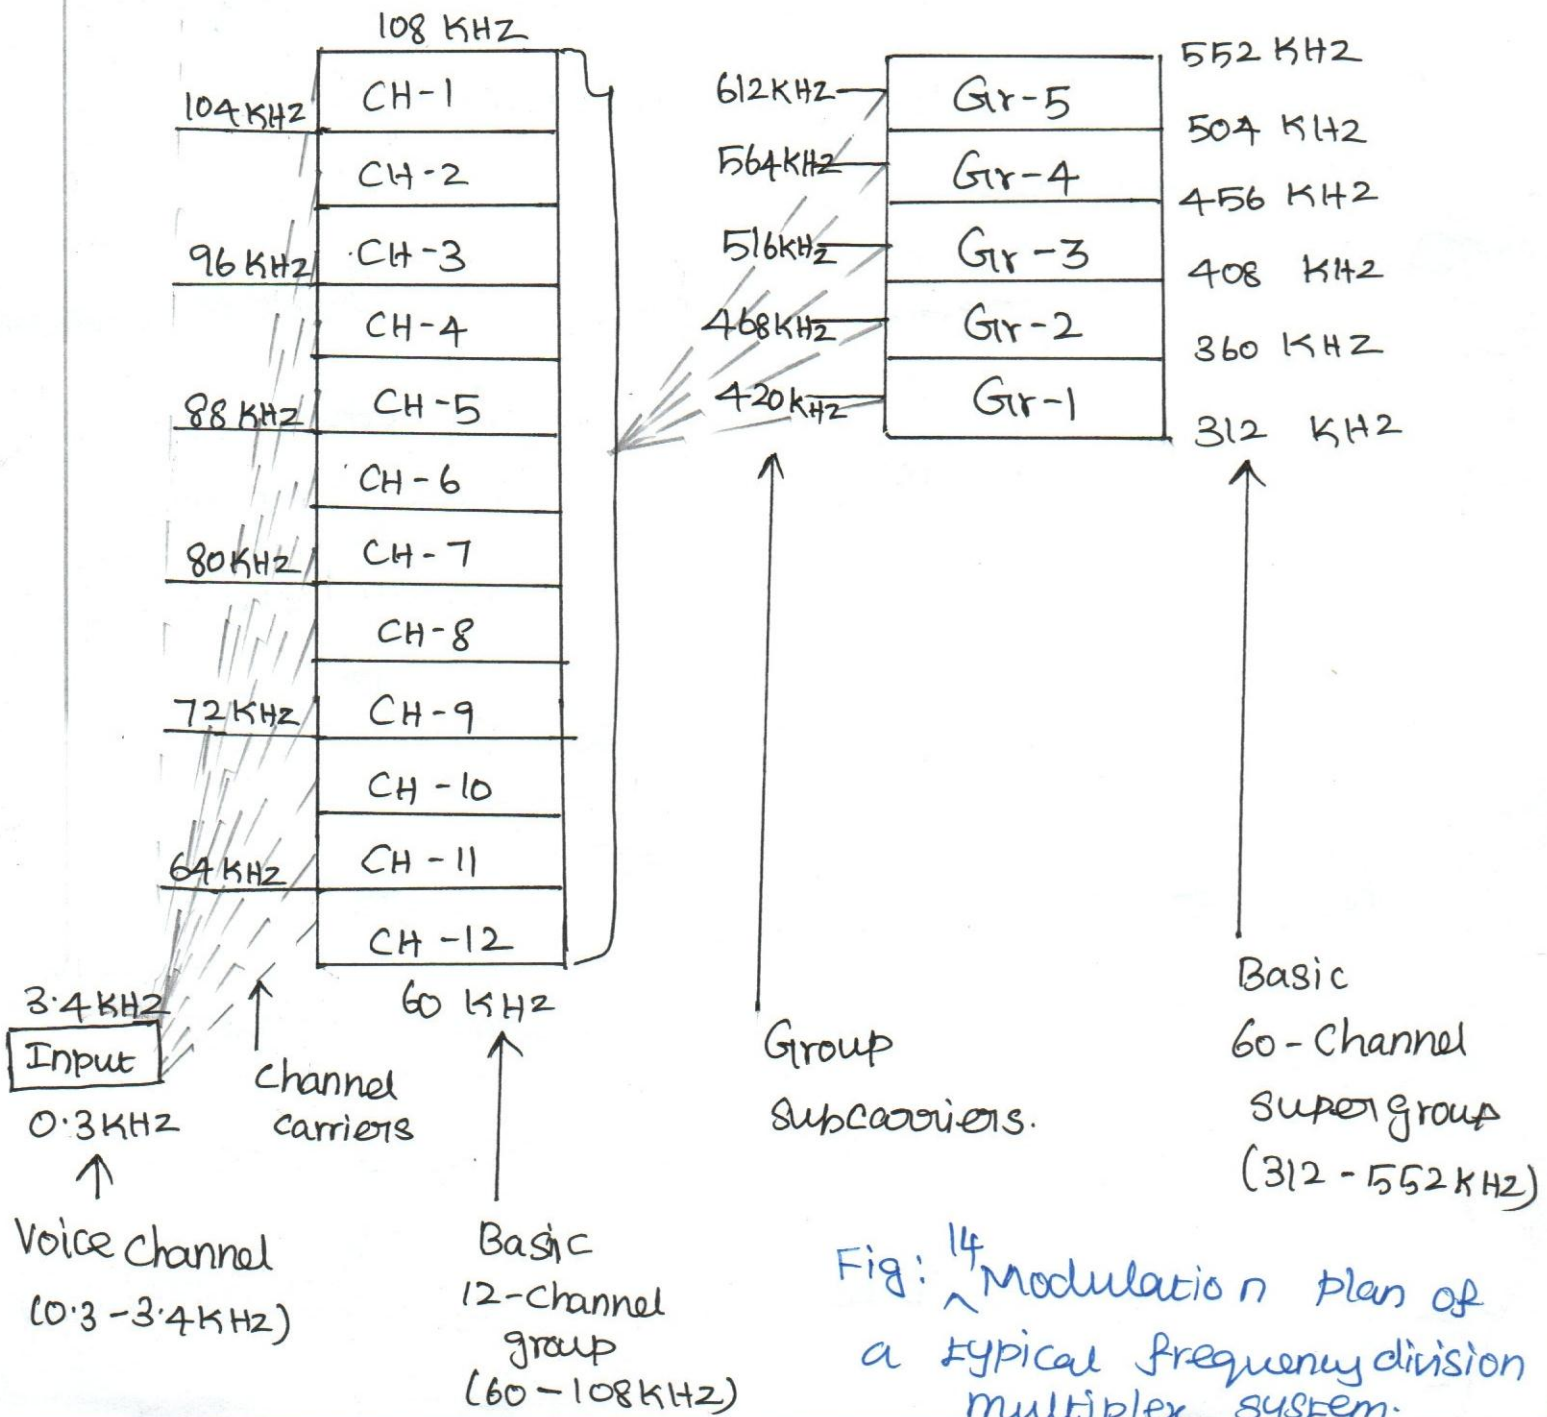 108 KHZ
CH-1
104 KHZ
CH-2
CH-3
96 KHZ
CH-4
CH-5
88 KHZ
CH-6
CH-7
80 KHZ
CH-8
CH-9
72 KHZ
CH-10
CH-11
64 KHZ
CH-12
60 KHZ
3.4 KHZ
Input
0.3 KHZ
Voice channel
(0.3-3.4 KHZ)
Channel
carriers
Basic
12-Channel
group
(60-108 KHZ)
612 KHZ
564 KHZ
516 KHZ
468 KHZ
420 KHZ
Gr-5
Gr-4
Gr-3
Gr-2
Gr-1
552 KHZ
504 KHZ
456 KHZ
408 KHZ
360 KHZ
312 KHZ
Group
subcarriers.
Basic
60-Channel
supergroup
(312-552 KHZ)
Fig: 14 Modulation plan of
a typical frequency division
multiplex system.